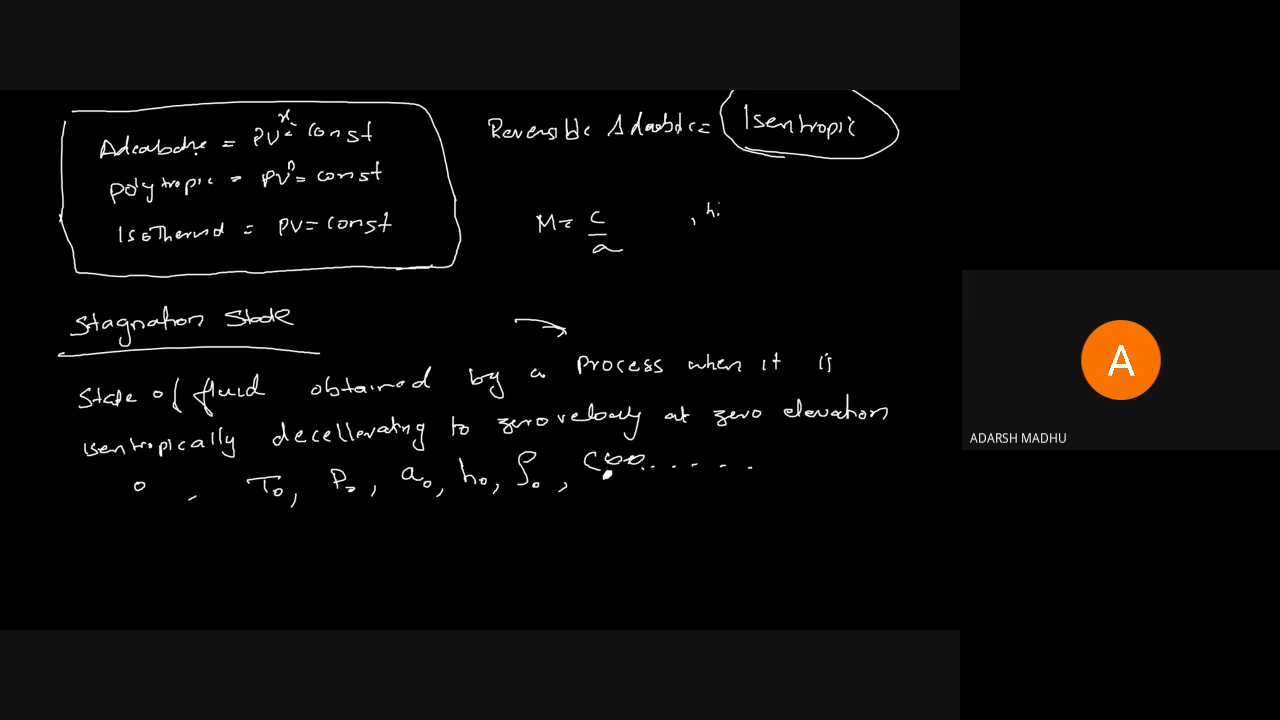 Adiabatic = PV^γ = const
Polytropic = PV^n = const
Isothermal = PV = const
Reversible Adiabatic = Isentropic
M = c/a , hi
Stagnation State
State of fluid obtained by a process when it is
isentropically decellerating to zero velocity at zero elevation
o , T₀, P₀, a₀, h₀, ρ₀, C₀₀.......
A
ADARSH MADHU